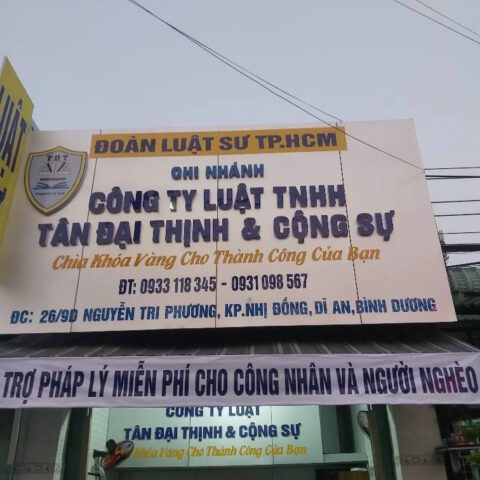 ĐOÀN LUẬT SƯ TP.HCM
TDT
CHI NHÁNH
CÔNG TY LUẬT TNHH
TÂN ĐẠI THỊNH & CỘNG SỰ
Chìa Khóa Vàng Cho Thành Công Của Bạn
ĐT: 0933 118 345 - 0931 098 567
ĐC: 26/9D NGUYỄN TRI PHƯƠNG, KP.NHỊ ĐỒNG, DĨ AN, BÌNH DƯƠNG
TRỢ PHÁP LÝ MIỄN PHÍ CHO CÔNG NHÂN VÀ NGƯỜI NGHÈO
CÔNG TY LUẬT
TÂN ĐẠI THỊNH & CỘNG SỰ
Khóa Vàng Cho Thành Công Của Bạn